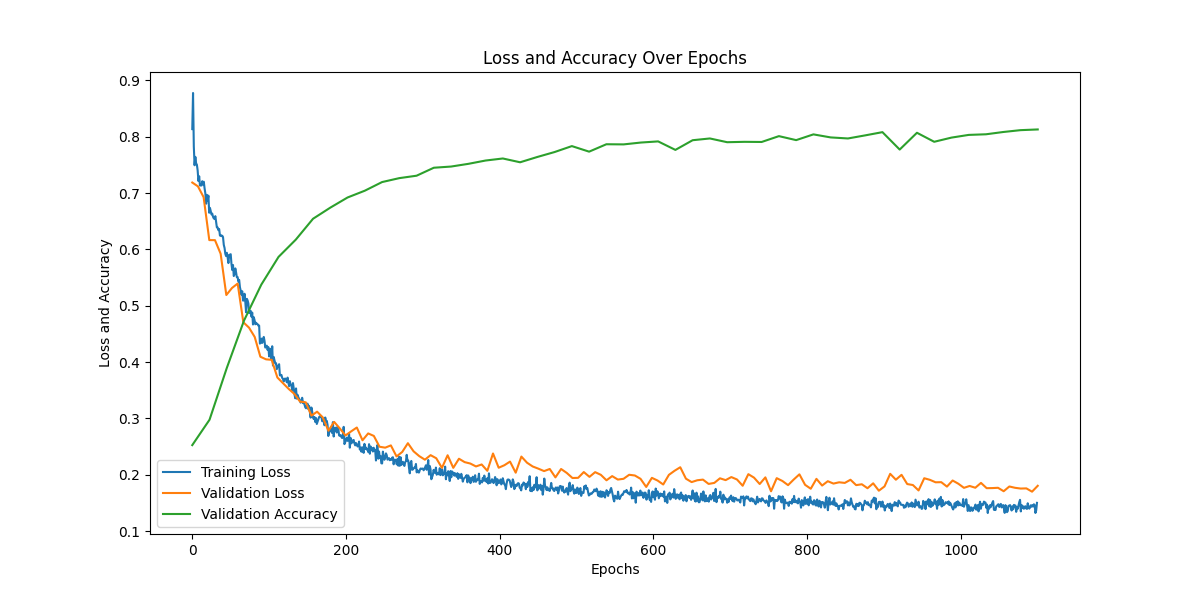 Loss and Accuracy Over Epochs
Loss and Accuracy
0.9
0.8
0.7
0.6
0.5
0.4
0.3
0.2
0.1
Training Loss
Validation Loss
Validation Accuracy
0 200 400 600 800 1000
Epochs